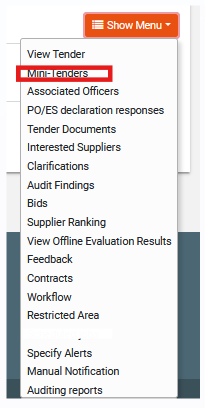 Show Menu
View Tender
Mini-Tenders
Associated Officers
PO/ES declaration responses
Tender Documents
Interested Suppliers
Clarifications
Audit Findings
Bids
Supplier Ranking
View Offline Evaluation Results
Feedback
Contracts
Workflow
Restricted Area
Specify Alerts
Manual Notification
Auditing reports